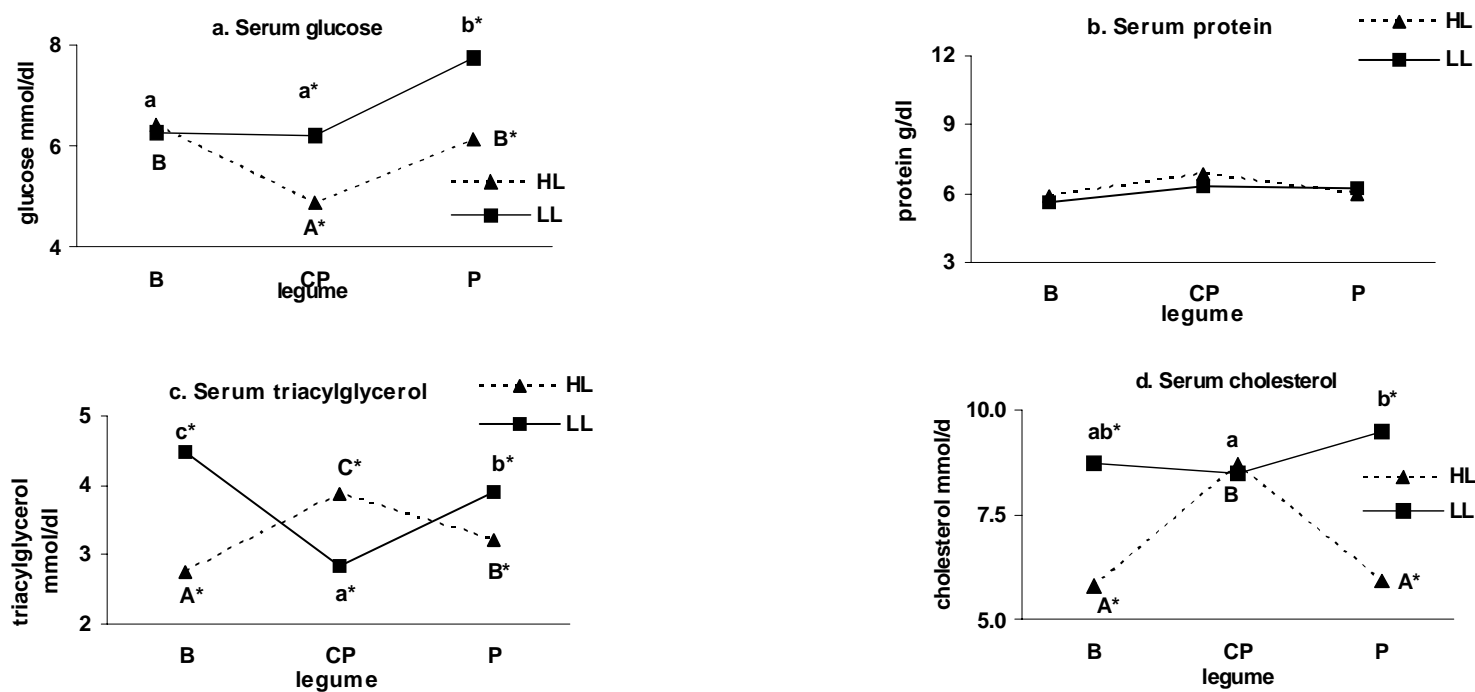 a. Serum glucose
glucose mmol/dl
8
6
4
a
a*
b*
B
A*
B*
HL
LL
B
CP
P
legume
b. Serum protein
HL
LL
protein g/dl
12
9
6
3
B
CP
P
legume
c. Serum triacylglycerol
HL
LL
triacylglycerol
mmol/dl
5
4
3
2
c*
C*
b*
A*
a*
B*
B
CP
P
legume
d. Serum cholesterol
cholesterol mmol/d
10.0
7.5
5.0
ab*
a
b*
B
A*
A*
HL
LL
B
CP
P
legume